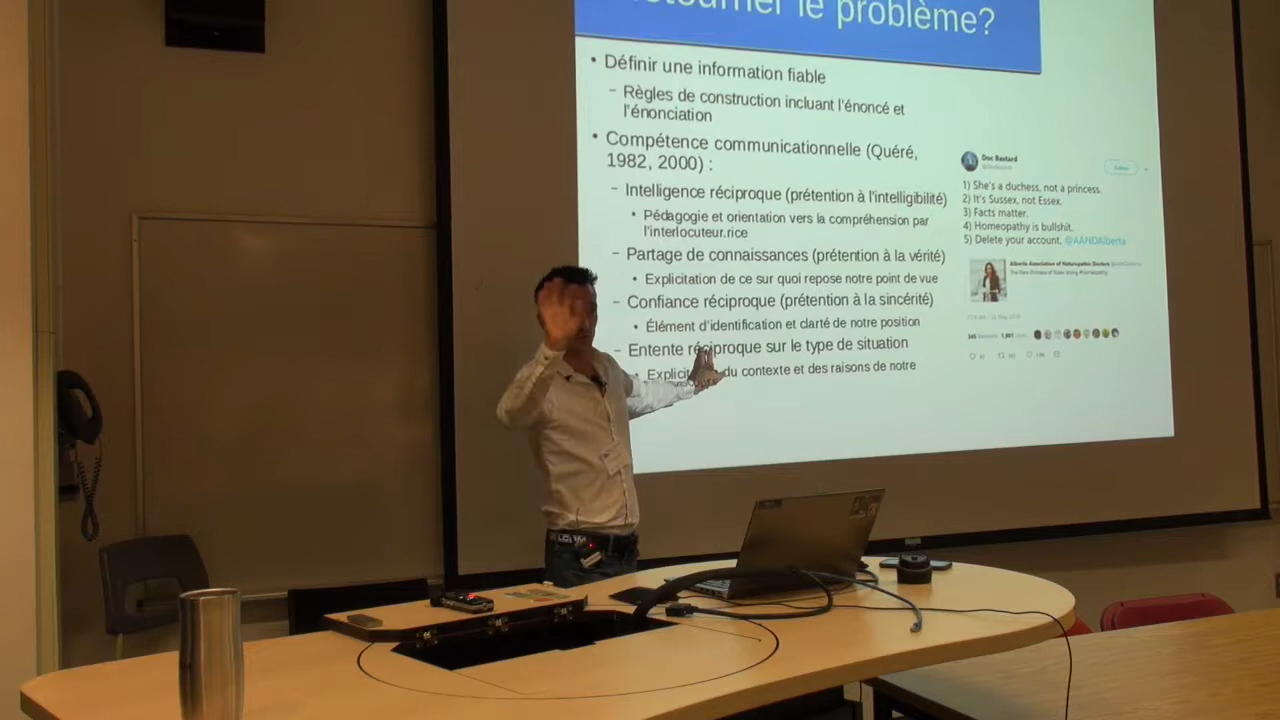 le problème?
• Définir une information fiable
– Règles de construction incluant l'énoncé et
l'énonciation
• Compétence communicationnelle (Quéré,
1982, 2000) :
– Intelligence réciproque (prétention à l'intelligibilité)
• Pédagogie et orientation vers la compréhension par
l'interlocuteur.rice
– Partage de connaissances (prétention à la vérité)
• Explicitation de ce sur quoi repose notre point de vue
– Confiance réciproque (prétention à la sincérité)
• Élément d'identification et clarté de notre position
– Entente réciproque sur le type de situation
• du contexte et des raisons de notre
Doc Bastard
1) She's a duchess, not a princess.
2) It's Sussex, not Essex.
3) Facts matter.
4) Homeopathy is bullshit.
5) Delete your account. @AANDAlberta
Alberta Association of Naturopathic Doctors